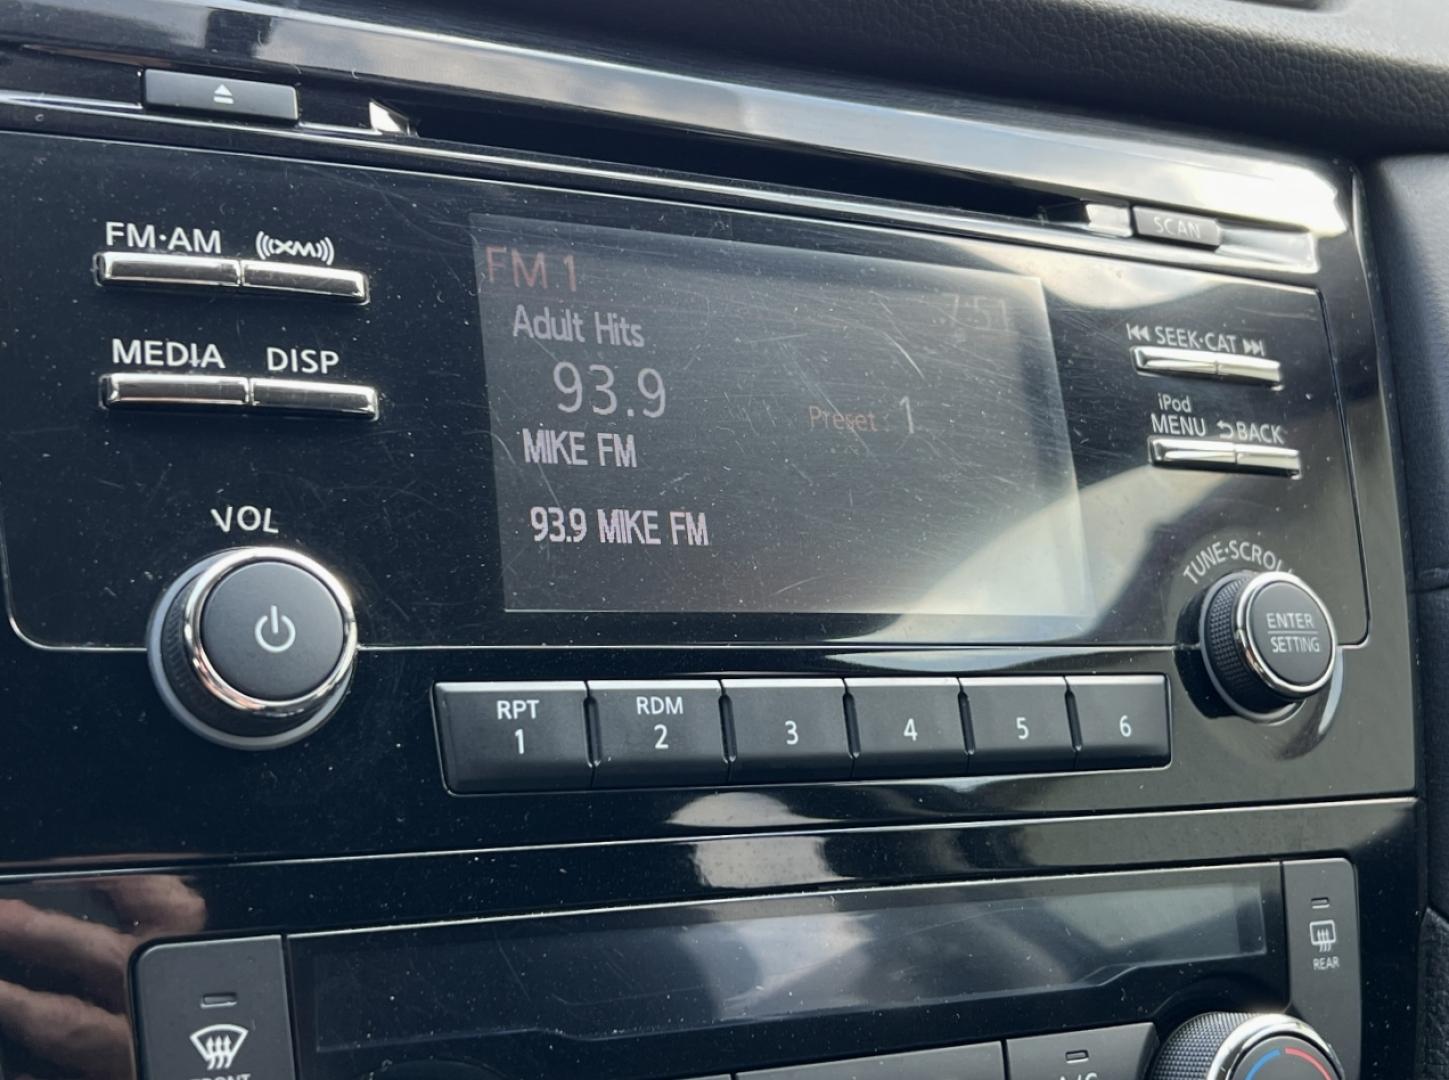 SCAN
FM·AM
((XM))
FM 1
7:51
Adult Hits
SEEK·CAT
MEDIA DISP
93.9
Preset : 1
iPod
MENU BACK
MIKE FM
VOL
93.9 MIKE FM
TUNE·SCROLL
ENTER
SETTING
RPT
1
RDM
2
3
4
5
6
REAR
FRONT
A/C